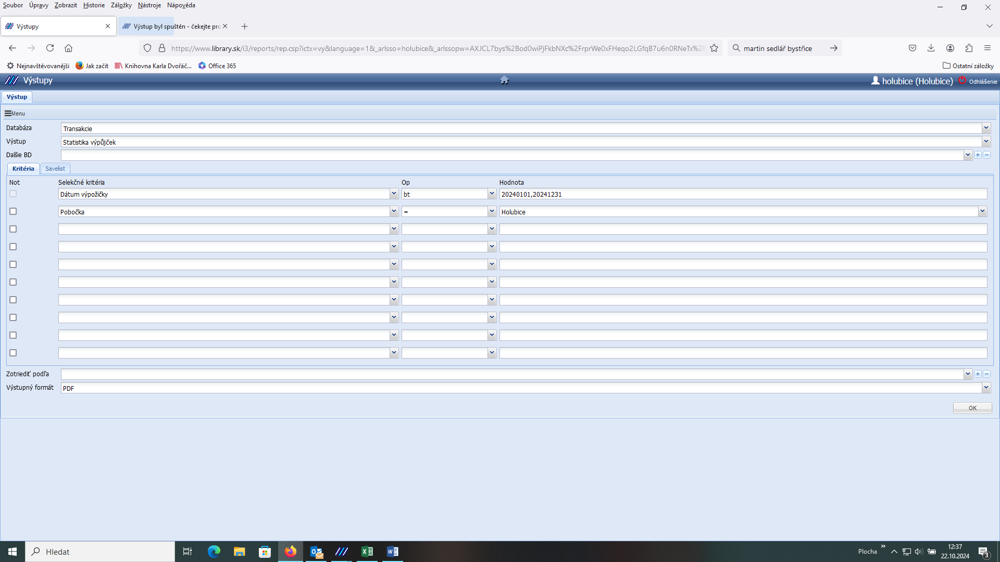 Soubor Úpravy Zobrazit Historie Záložky Nástroje Nápověda
Výstupy
Výstup byl spuštěn - čekejte pro
https://www.library.sk/i3/reports/rep.csp?ictx=vy&language=1&_arlsso=holubice&_arlssopw=AXJCL7bys%2Bod0wiPjFkbNXc%2FrprWe0xFHeqo2LGfqB7u6n0RNeTx%2B
martin sedlář bystřice
Nejnavštěvovanější Jak začít Knihovna Karla Dvořáč... Office 365 Ostatní záložky
Výstupy holubice (Holubice) Odhlášenie
Výstup
Menu
Databáza Transakcie
Výstup Statistika výpůjček
Dalšie BD
Kritéria Savelist
Not Selekčné kritéria Op Hodnota
Dátum výpožičky bt 20240101,20241231
Pobočka = Holubice
Zotriediť podľa
Výstupný formát PDF
OK
Hledat
Plocha » 12:37
22.10.2024
3